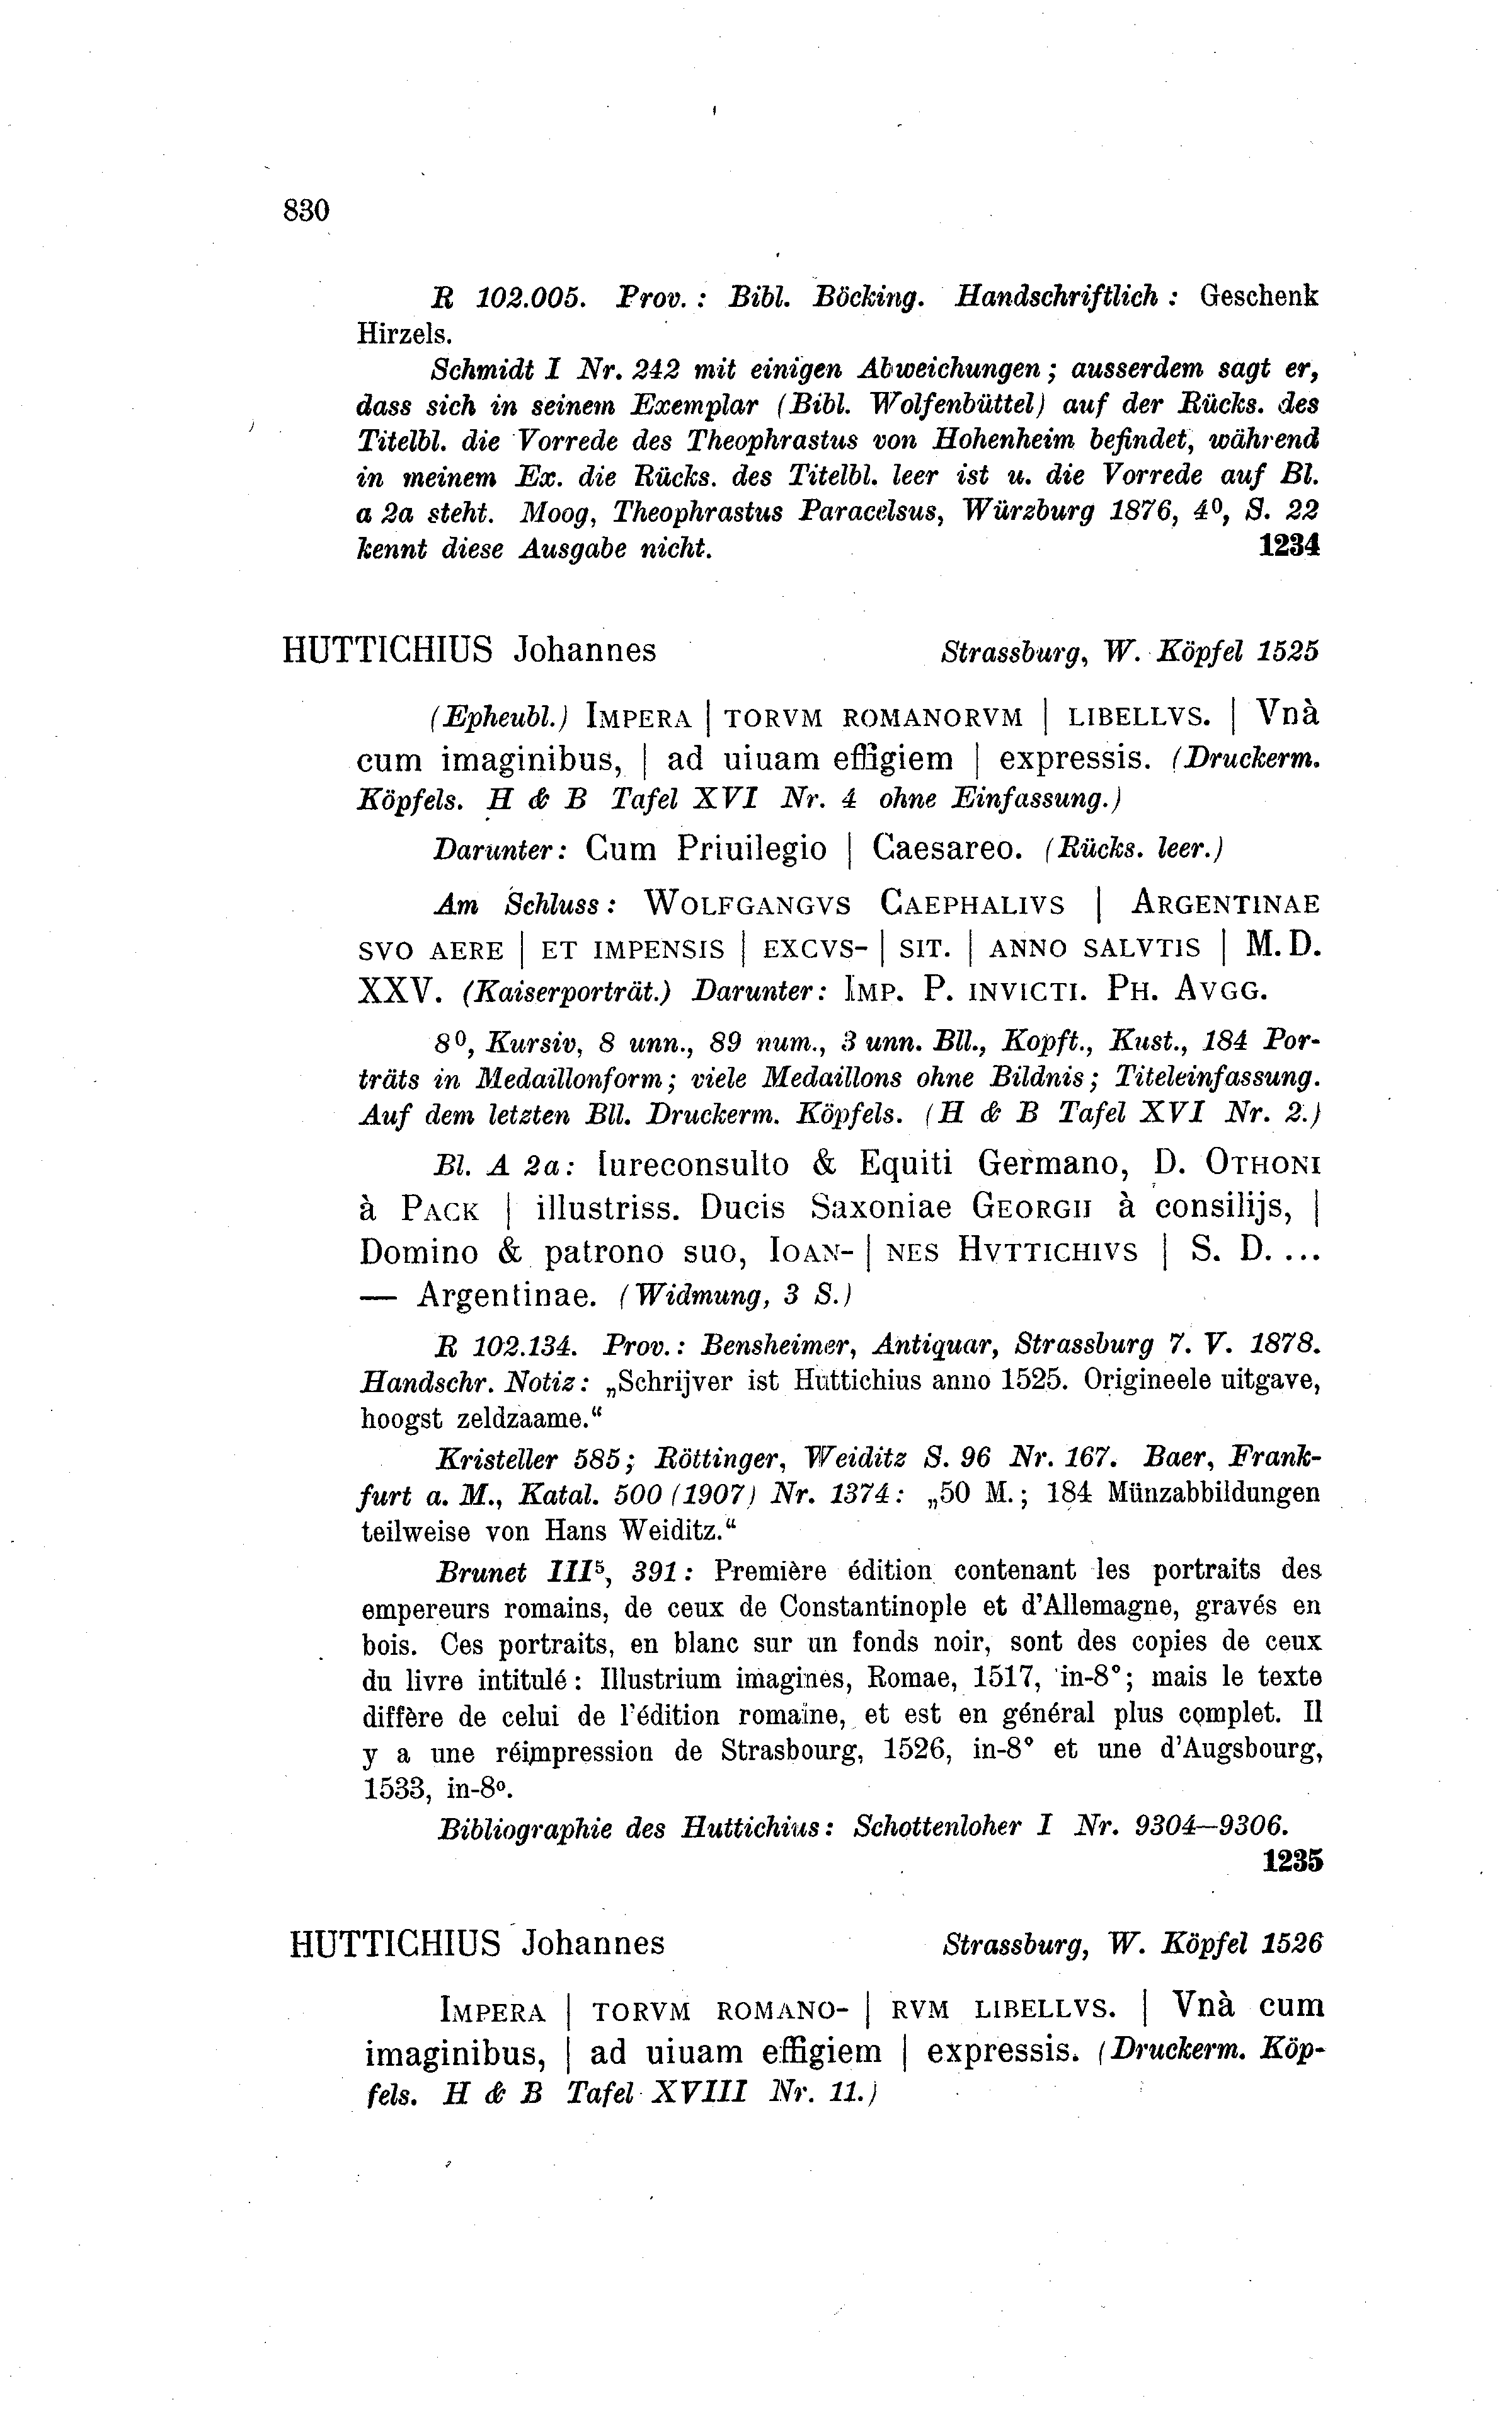 830
R 102.005. Prov. : Bibl. Böcking. Handschriftlich : Geschenk
Hirzels.
Schmidt I Nr. 242 mit einigen Abweichungen ; ausserdem sagt er,
dass sich in seinem Exemplar (Bibl. Wolfenbüttel) auf der Rücks. des
Titelbl. die Vorrede des Theophrastus von Hohenheim befindet, während
in meinem Ex. die Rücks. des Titelbl. leer ist u. die Vorrede auf Bl.
a 2a steht. Moog, Theophrastus Paracelsus, Würzburg 1876, 4⁰, S. 22
kennt diese Ausgabe nicht. 1234
HUTTICHIUS Johannes Strassburg, W. Köpfel 1525
(Epheubl.) IMPERA | TORVM ROMANORVM | LIBELLVS. | Vnà
cum imaginibus, | ad uiuam effigiem | expressis. (Druckerm.
Köpfels. H & B Tafel XVI Nr. 4 ohne Einfassung.)
Darunter: Cum Priuilegio | Caesareo. (Rücks. leer.)
Am Schluss: WOLFGANGVS CAEPHALIVS | ARGENTINAE
SVO AERE | ET IMPENSIS | EXCVS- | SIT. | ANNO SALVTIS | M. D.
XXV. (Kaiserporträt.) Darunter: IMP. P. INVICTI. PH. AVGG.
8⁰, Kursiv, 8 unn., 89 num., 3 unn. Bll., Kopft., Kust., 184 Por-
träts in Medaillonform; viele Medaillons ohne Bildnis; Titeleinfassung.
Auf dem letzten Bll. Druckerm. Köpfels. (H & B Tafel XVI Nr. 2.)
Bl. A 2a: Iureconsulto & Equiti Germano, D. OTHONI
à PACK | illustriss. Ducis Saxoniae GEORGII à consilijs, |
Domino & patrono suo, IOAN- | NES HVTTICHIVS | S. D. ...
— Argentinae. (Widmung, 3 S.)
R 102.134. Prov.: Bensheimer, Antiquar, Strassburg 7. V. 1878.
Handschr. Notiz: „Schrijver ist Huttichius anno 1525. Origineele uitgave,
hoogst zeldzaame.“
Kristeller 585; Röttinger, Weiditz S. 96 Nr. 167. Baer, Frank-
furt a. M., Katal. 500 (1907) Nr. 1374: „50 M.; 184 Münzabbildungen
teilweise von Hans Weiditz.“
Brunet III⁵, 391: Première édition contenant les portraits des
empereurs romains, de ceux de Constantinople et d'Allemagne, gravés en
bois. Ces portraits, en blanc sur un fonds noir, sont des copies de ceux
du livre intitulé: Illustrium imagines, Romae, 1517, in-8°; mais le texte
diffère de celui de l'édition romaine, et est en général plus complet. Il
y a une réimpression de Strasbourg, 1526, in-8° et une d'Augsbourg,
1533, in-8⁰.
Bibliographie des Huttichius: Schottenloher I Nr. 9304—9306.
1235
HUTTICHIUS Johannes Strassburg, W. Köpfel 1526
IMPERA | TORVM ROMANO- | RVM LIBELLVS. | Vnà cum
imaginibus, | ad uiuam effigiem | expressis. (Druckerm. Köp-
fels. H & B Tafel XVIII Nr. 11.)